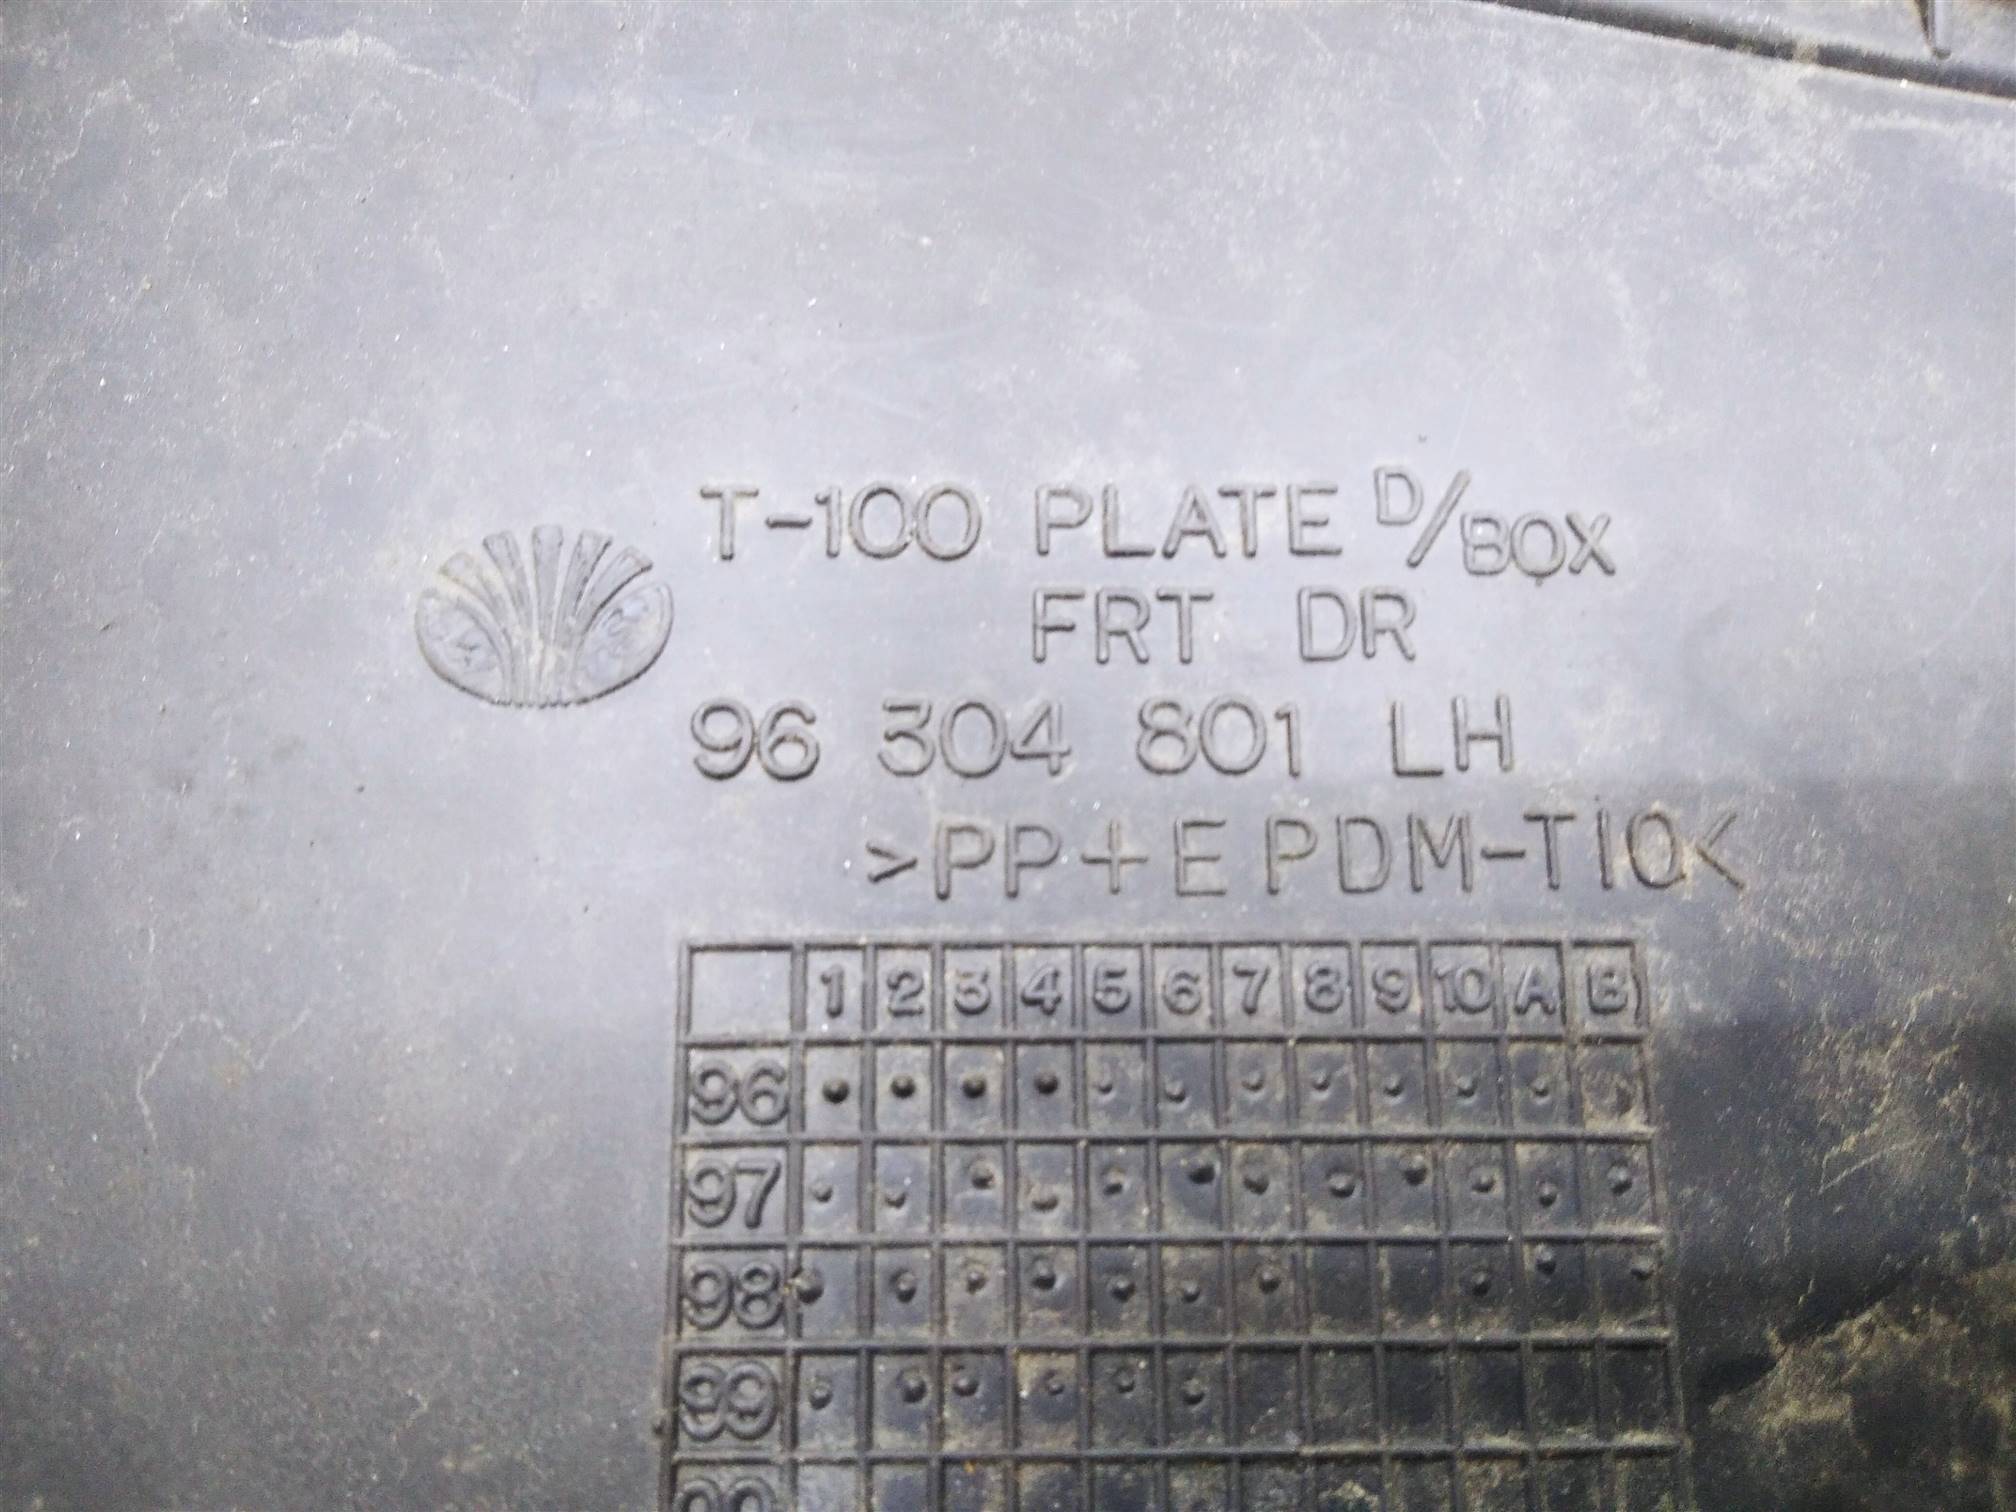 T-100 PLATE D/BOX
FRT DR
96 304 801 LH
>PP+EPDM-T10<
1 2 3 4 5 6 7 8 9 10 A B
96
97
98
99